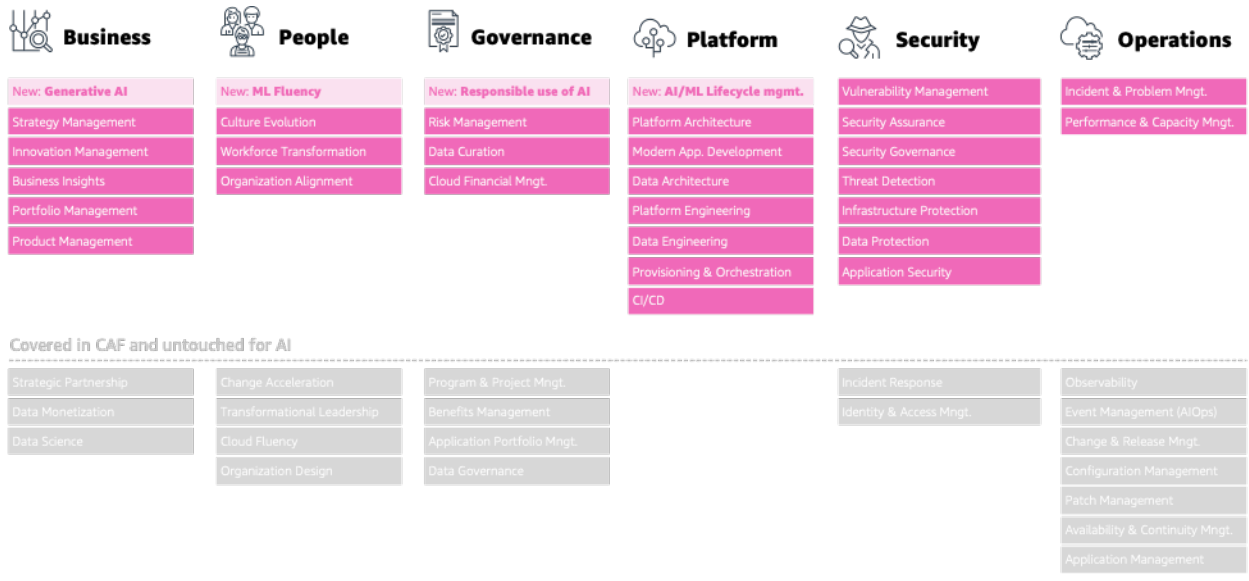 Business
New: Generative AI
Strategy Management
Innovation Management
Business Insights
Portfolio Management
Product Management
People
New: ML Fluency
Culture Evolution
Workforce Transformation
Organization Alignment
Governance
New: Responsible use of AI
Risk Management
Data Curation
Cloud Financial Mngt.
Platform
New: AI/ML Lifecycle mgmt.
Platform Architecture
Modern App. Development
Data Architecture
Platform Engineering
Data Engineering
Provisioning & Orchestration
CI/CD
Security
Vulnerability Management
Security Assurance
Security Governance
Threat Detection
Infrastructure Protection
Data Protection
Application Security
Operations
Incident & Problem Mngt.
Performance & Capacity Mngt.
Covered in CAF and untouched for AI
Strategic Partnership
Data Monetization
Data Science
Change Acceleration
Transformational Leadership
Cloud Fluency
Organization Design
Program & Project Mngt.
Benefits Management
Application Portfolio Mngt.
Data Governance
Incident Response
Identity & Access Mngt.
Observability
Event Management (AIOps)
Change & Release Mngt.
Configuration Management
Patch Management
Availability & Continuity Mngt.
Application Management